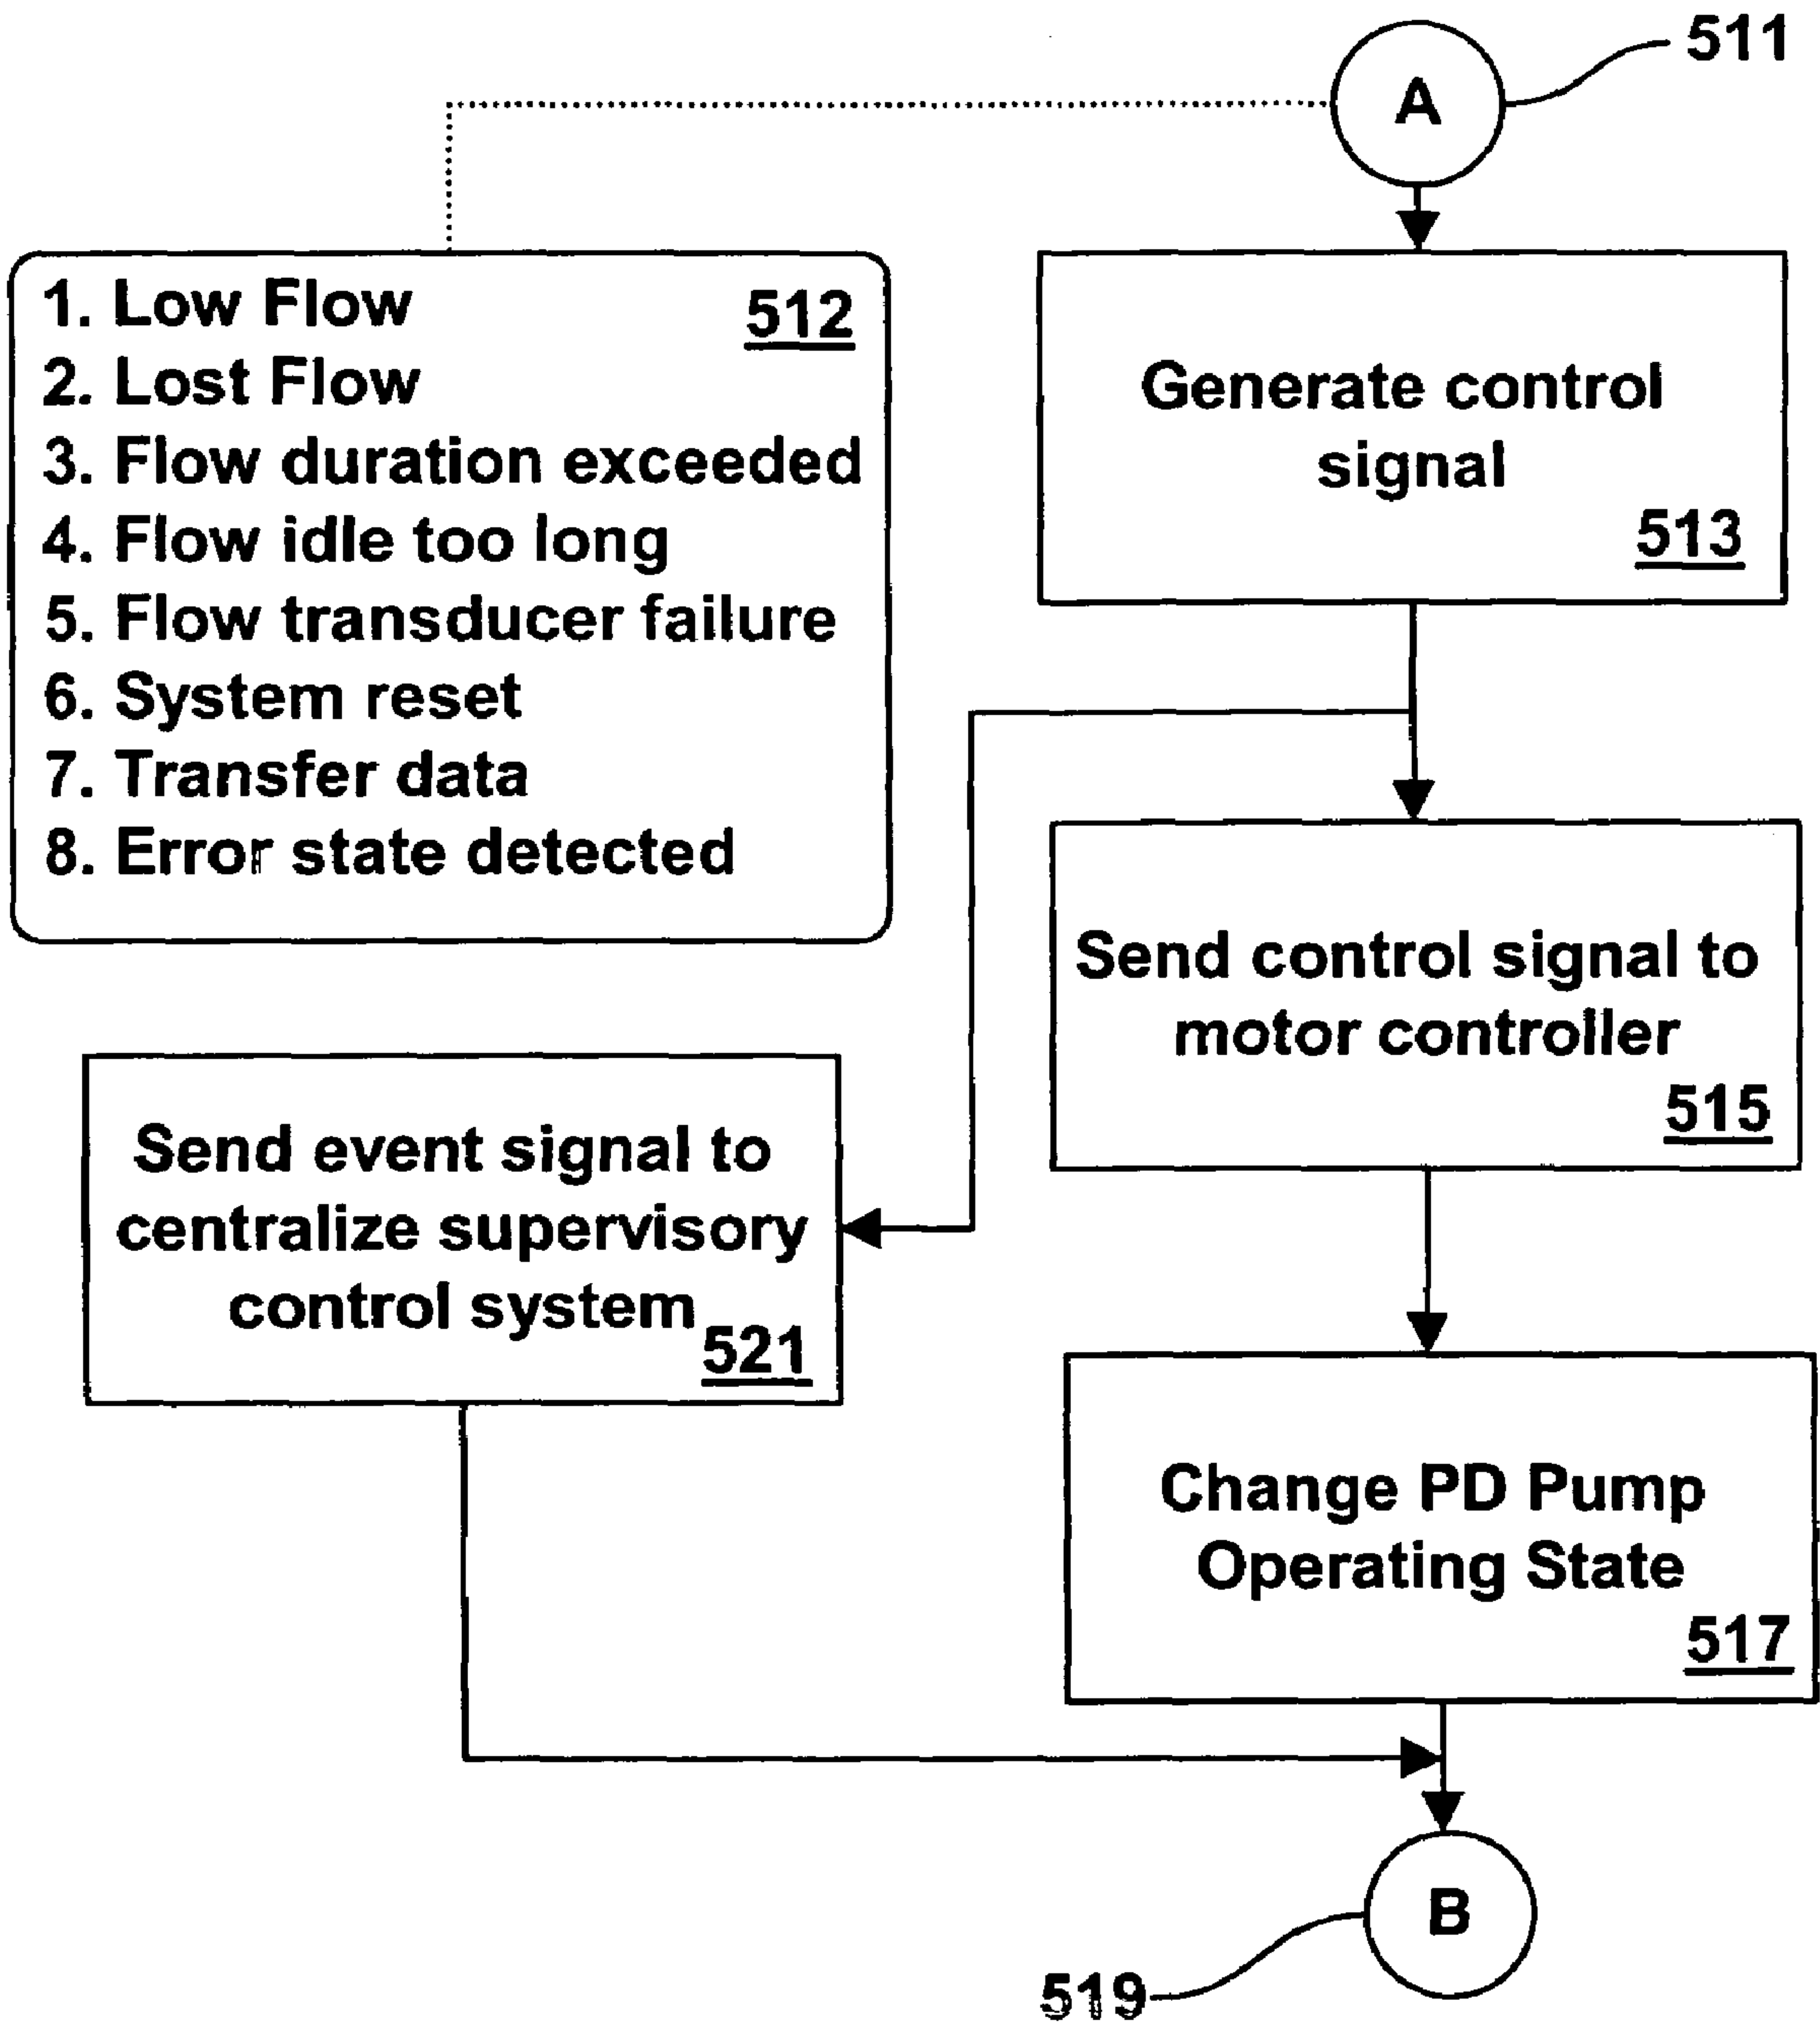 511
A
1. Low Flow
512
2. Lost Flow
3. Flow duration exceeded
4. Flow idle too long
5. Flow transducer failure
6. System reset
7. Transfer data
8. Error state detected
Generate control
signal
513
Send control signal to
motor controller
515
Send event signal to
centralize supervisory
control system
521
Change PD Pump
Operating State
517
B
519